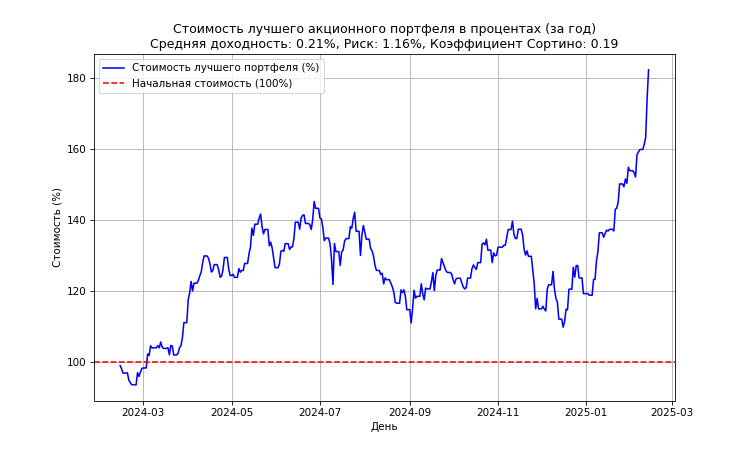 Стоимость лучшего акционного портфеля в процентах (за год)
Средняя доходность: 0.21%, Риск: 1.16%, Коэффициент Сортино: 0.19
Стоимость лучшего портфеля (%)
Начальная стоимость (100%)
Стоимость (%)
180
160
140
120
100
2024-03 2024-05 2024-07 2024-09 2024-11 2025-01 2025-03
День